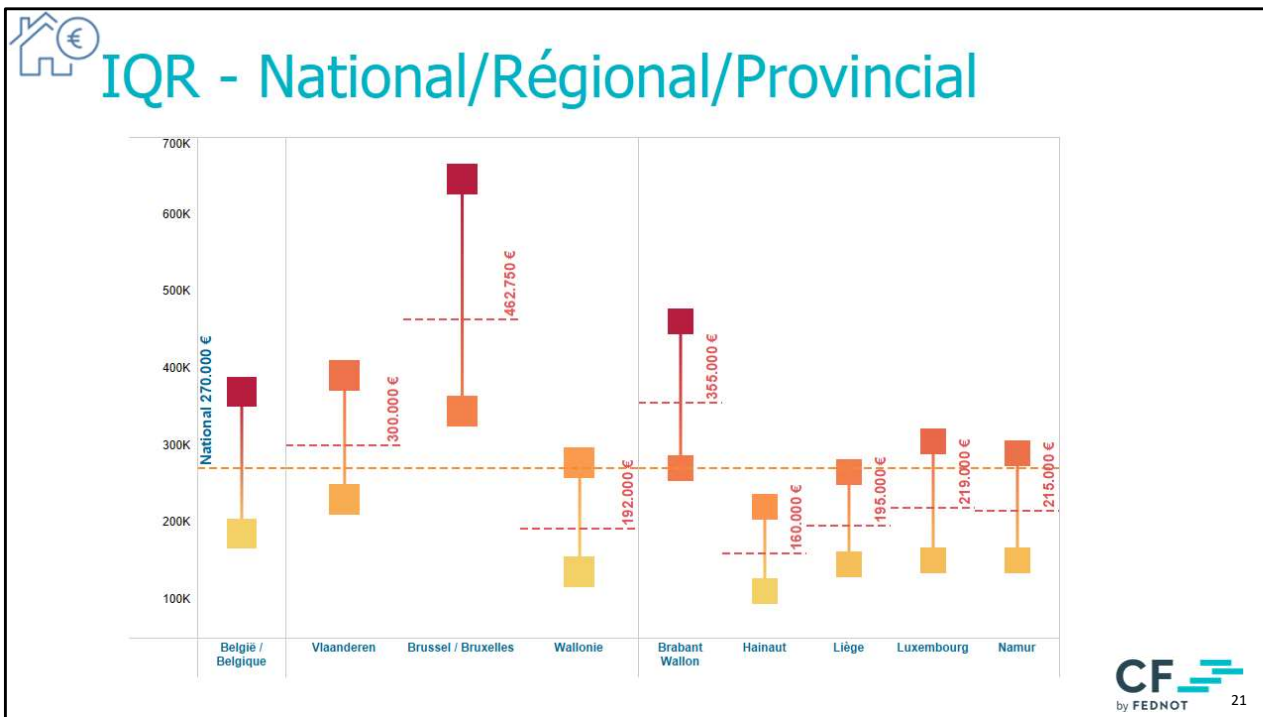 €
IQR - National/Régional/Provincial
700K
600K
500K
400K
300K
200K
100K
National 270.000 €
300.000 €
462.750 €
192.000 €
355.000 €
160.000 €
195.000 €
219.000 €
215.000 €
België /
Belgique
Vlaanderen
Brussel / Bruxelles
Wallonie
Brabant
Wallon
Hainaut
Liège
Luxembourg
Namur
CF
by FEDNOT
21